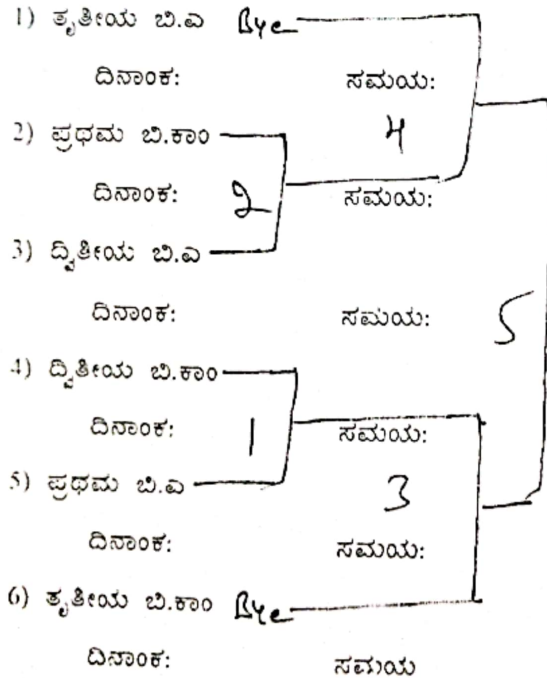 1) ತೃತೀಯ ಬಿ.ಎ Bye
ದಿನಾಂಕ: ಸಮಯ:
4
2) ಪ್ರಥಮ ಬಿ.ಕಾಂ
ದಿನಾಂಕ: 2 ಸಮಯ:
3) ದ್ವಿತೀಯ ಬಿ.ಎ
ದಿನಾಂಕ: ಸಮಯ: 5
4) ದ್ವಿತೀಯ ಬಿ.ಕಾಂ
ದಿನಾಂಕ: 1 ಸಮಯ:
5) ಪ್ರಥಮ ಬಿ.ಎ 3
ದಿನಾಂಕ: ಸಮಯ:
6) ತೃತೀಯ ಬಿ.ಕಾಂ Bye
ದಿನಾಂಕ: ಸಮಯ